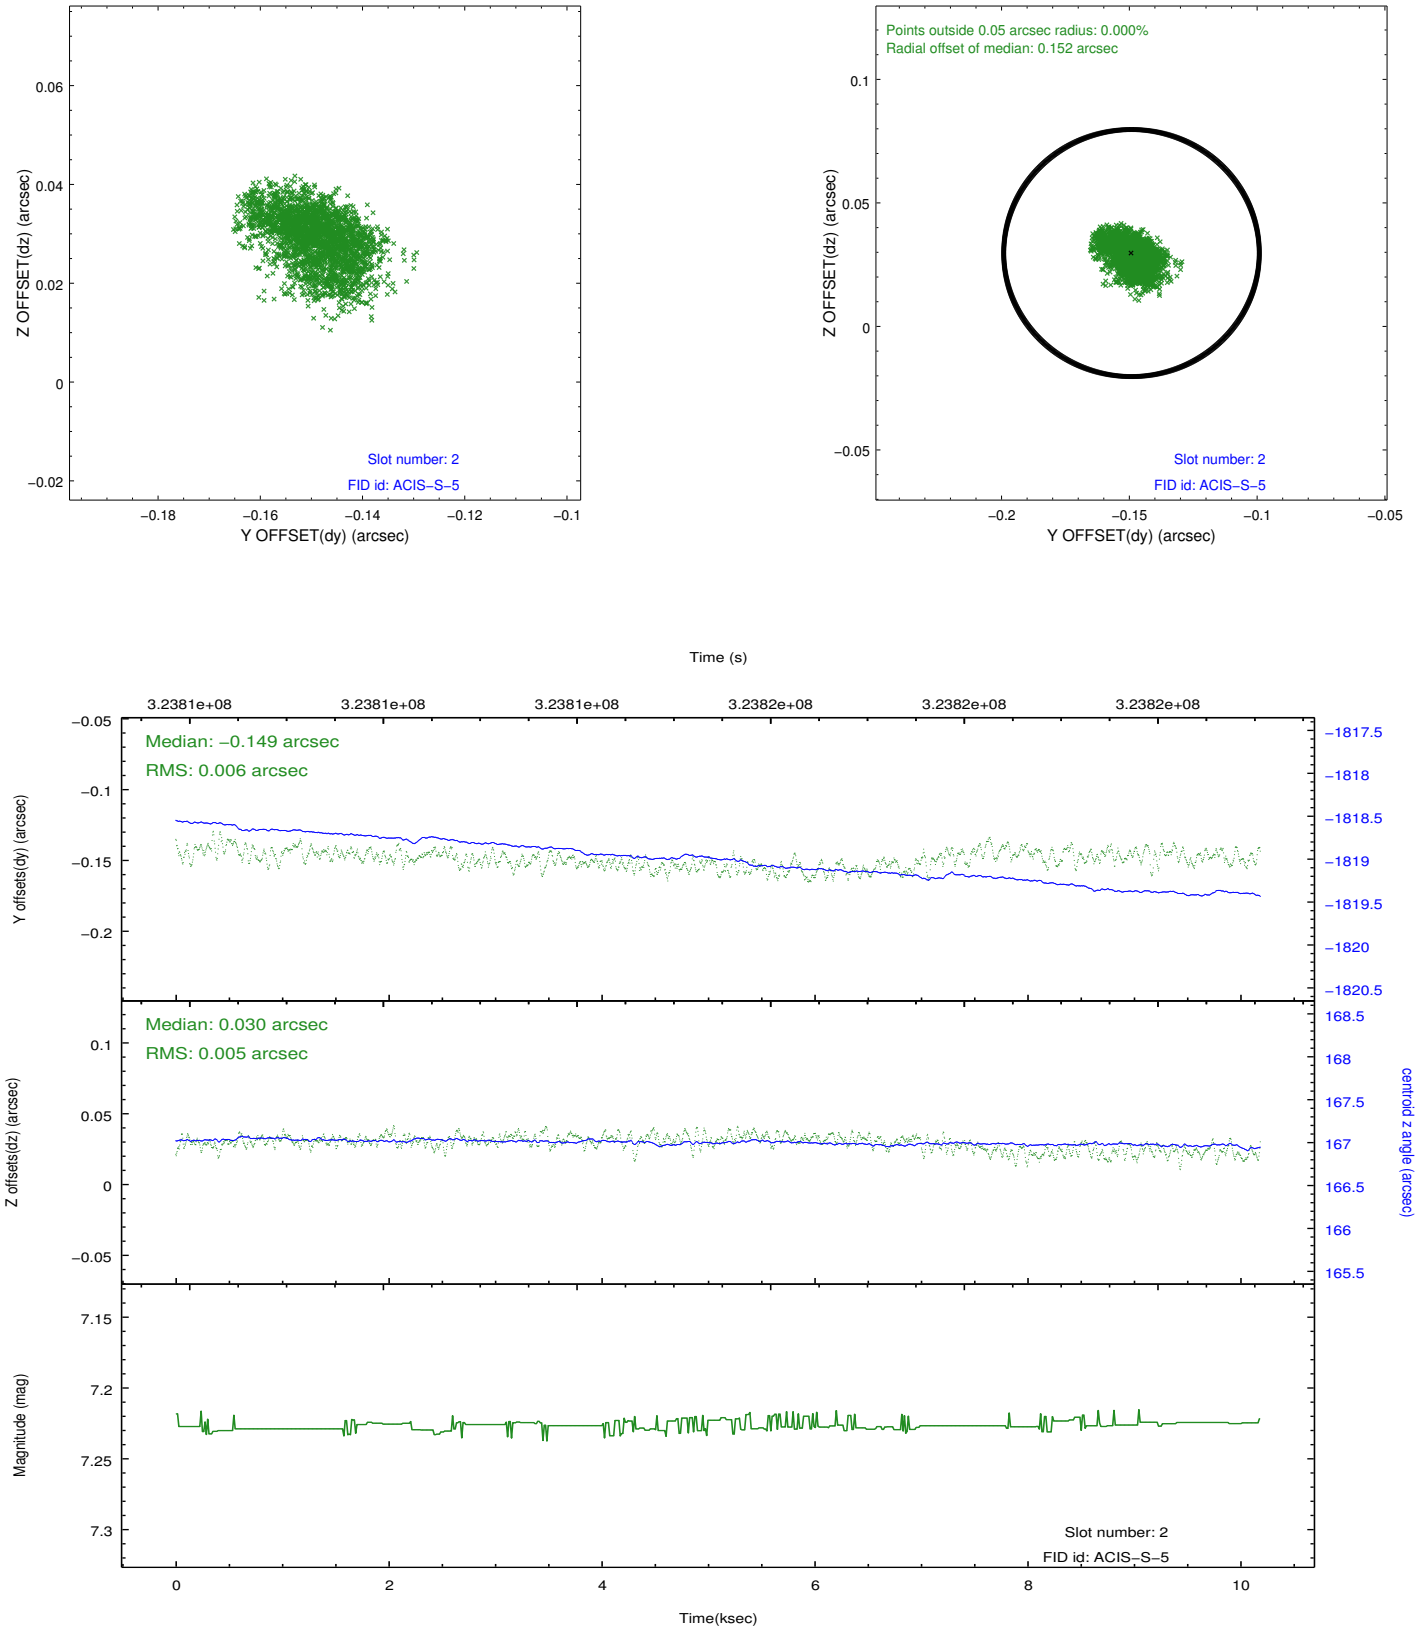 0.06
0.04
0.02
0
−0.02
Z OFFSET(dz) (arcsec)
Slot number: 2
FID id: ACIS−S−5
−0.18 −0.16 −0.14 −0.12 −0.1
Y OFFSET(dy) (arcsec)
Points outside 0.05 arcsec radius: 0.000%
Radial offset of median: 0.152 arcsec
0.1
0.05
0
−0.05
Z OFFSET(dz) (arcsec)
Slot number: 2
FID id: ACIS−S−5
−0.2 −0.15 −0.1 −0.05
Y OFFSET(dy) (arcsec)
Time (s)
3.2381e+08 3.2381e+08 3.2381e+08 3.2382e+08 3.2382e+08 3.2382e+08
Median: −0.149 arcsec
RMS: 0.006 arcsec
−0.05
−0.1
−0.15
−0.2
Y offsets(dy) (arcsec)
−1817.5
−1818
−1818.5
−1819
−1819.5
−1820
−1820.5
Median: 0.030 arcsec
RMS: 0.005 arcsec
0.1
0.05
0
−0.05
Z offsets(dz) (arcsec)
168.5
168
167.5
167
166.5
166
165.5
centroid z angle (arcsec)
7.15
7.2
7.25
7.3
Magnitude (mag)
Slot number: 2
FID id: ACIS−S−5
0 2 4 6 8 10
Time(ksec)